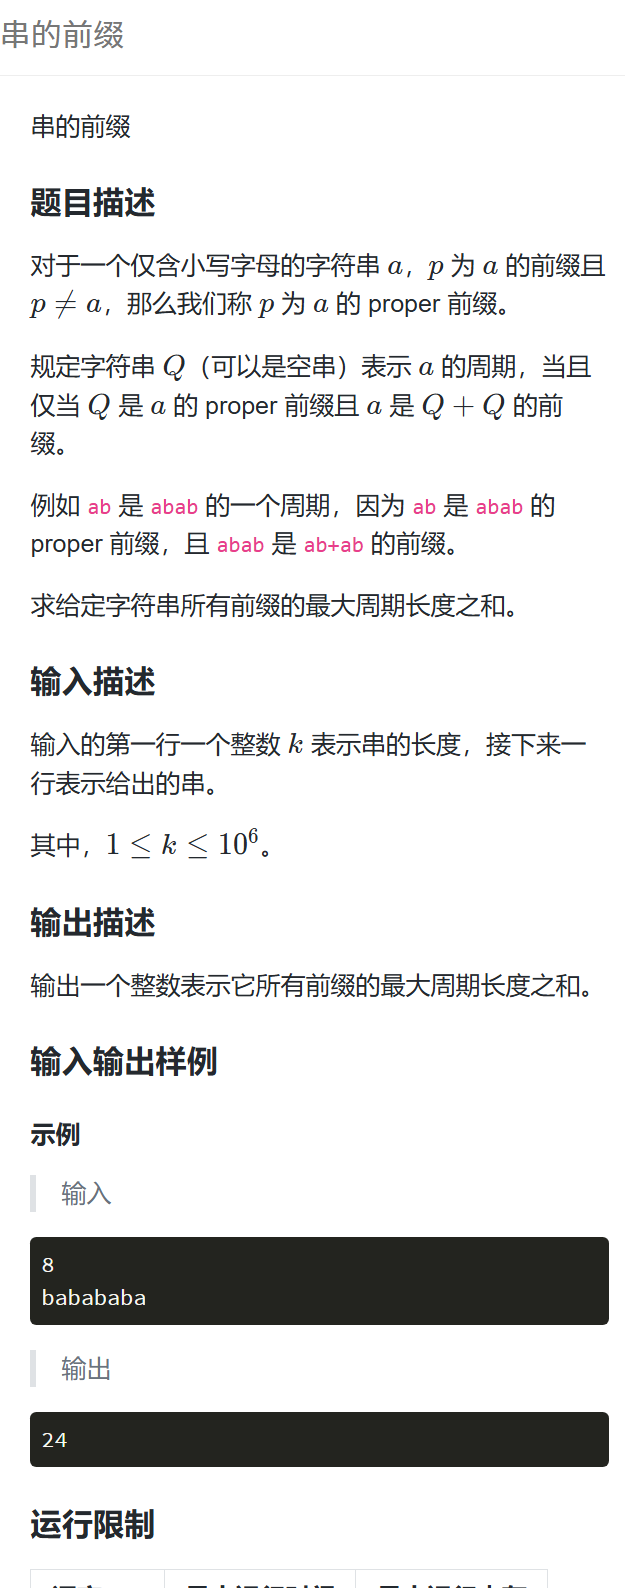 串的前缀
串的前缀
题目描述
对于一个仅含小写字母的字符串 a，p 为 a 的前缀且
p ≠ a，那么我们称 p 为 a 的 proper 前缀。
规定字符串 Q（可以是空串）表示 a 的周期，当且
仅当 Q 是 a 的 proper 前缀且 a 是 Q + Q 的前
缀。
例如 ab 是 abab 的一个周期，因为 ab 是 abab 的
proper 前缀，且 abab 是 ab+ab 的前缀。
求给定字符串所有前缀的最大周期长度之和。
输入描述
输入的第一行一个整数 k 表示串的长度，接下来一
行表示给出的串。
其中，1 ≤ k ≤ 10^6。
输出描述
输出一个整数表示它所有前缀的最大周期长度之和。
输入输出样例
示例
输入
8
babababa
输出
24
运行限制